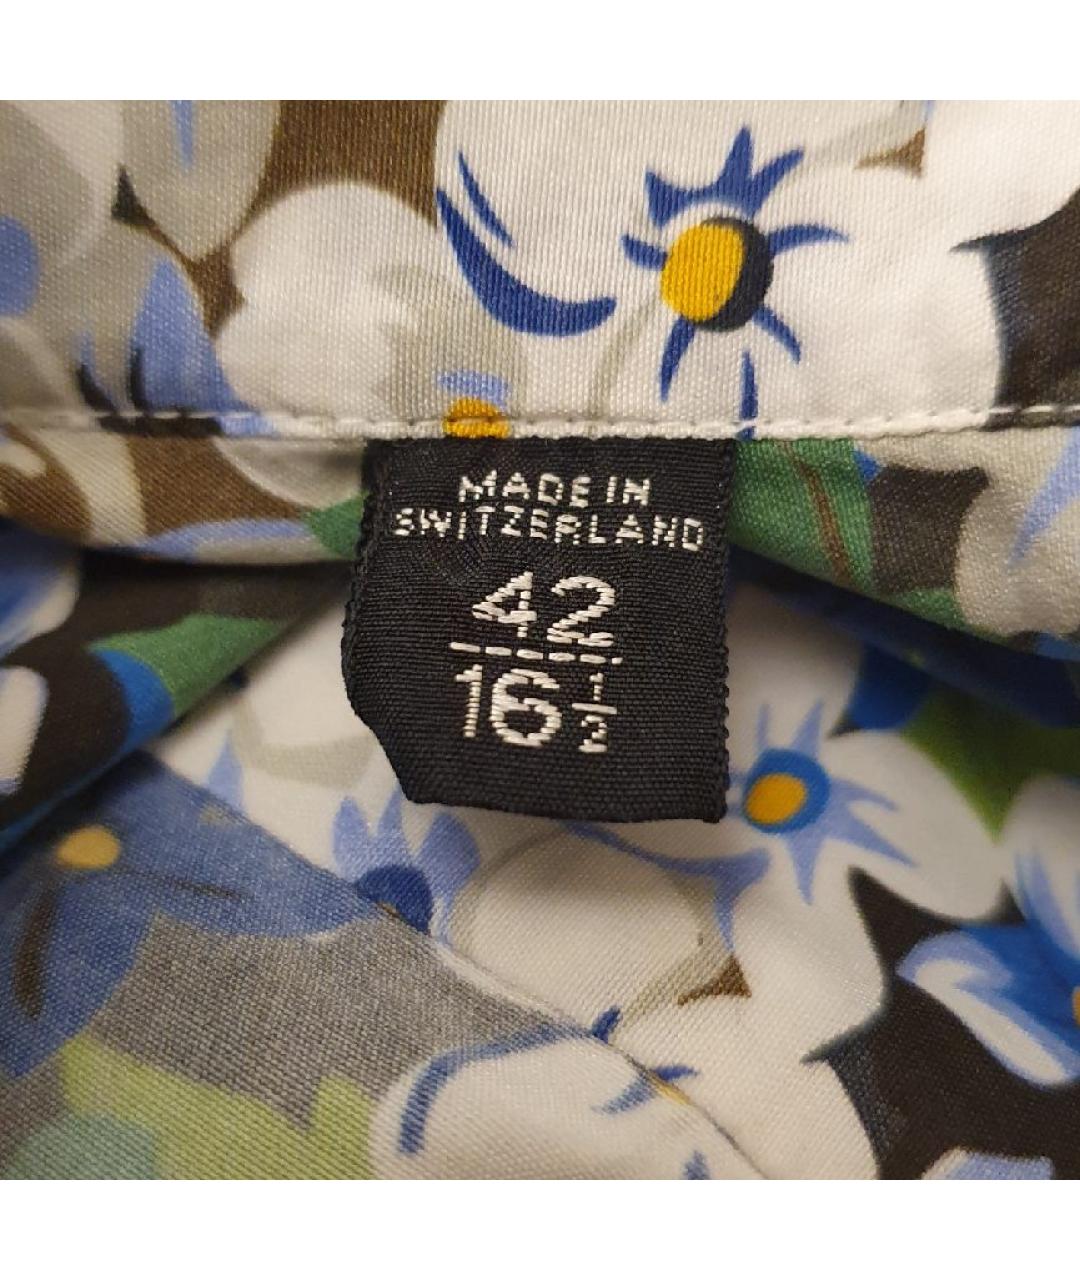 MADE IN
SWITZERLAND
42
16 1/2